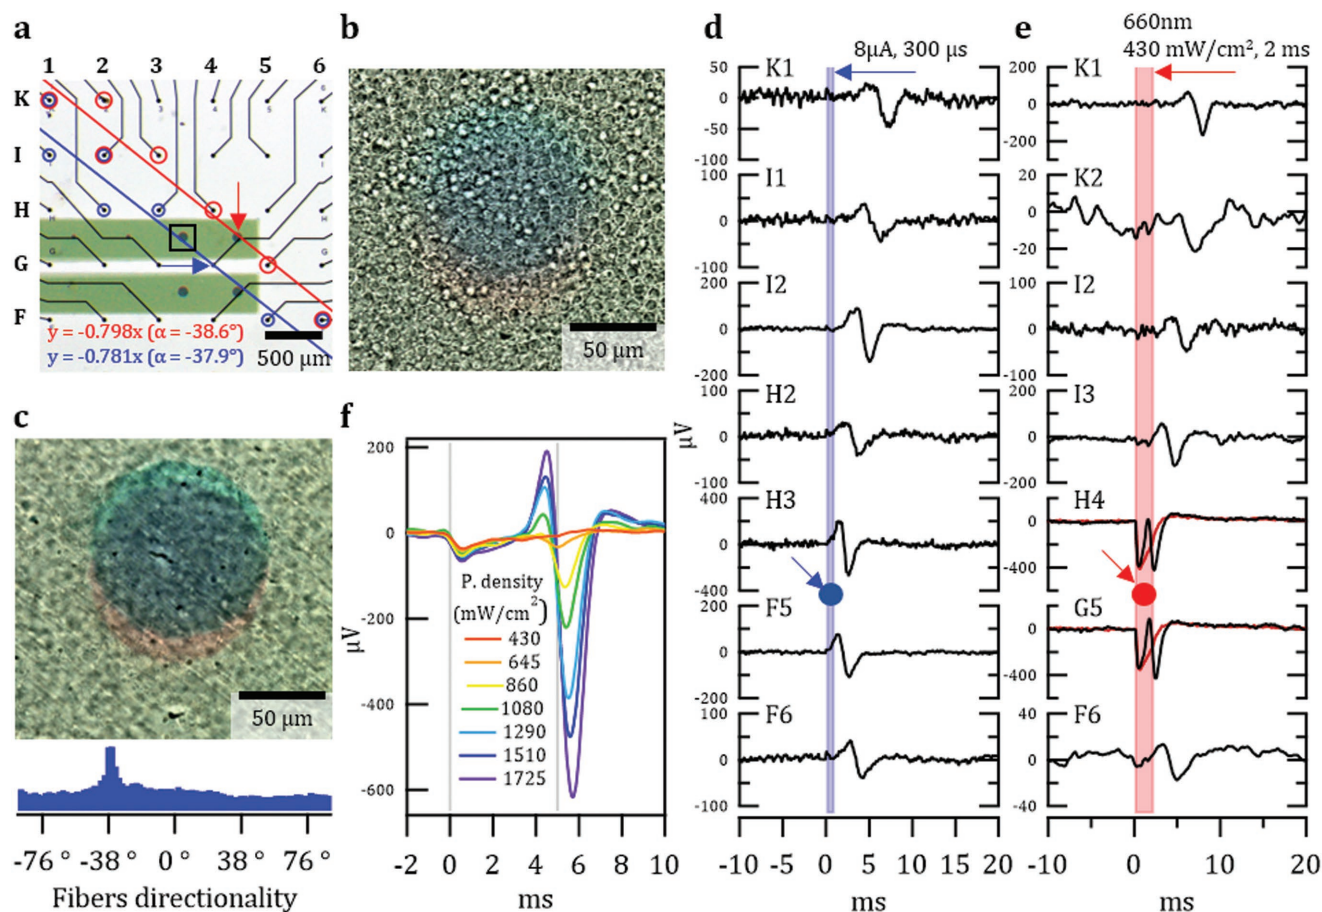 a
1 2 3 4 5 6
K
I
H
G
F
y = -0.798x (α = -38.6°)
y = -0.781x (α = -37.9°)
500 μm
b
50 μm
c
50 μm
-76 ° -38 ° 0 ° 38 ° 76 °
Fibers directionality
f
μV
200
0
-200
-400
-600
P. density
(mW/cm²)
430
645
860
1080
1290
1510
1725
-2 0 2 4 6 8 10
ms
d
8μA, 300 μs
μV
K1
50
0
-50
-100
I1
100
0
100
I2
200
0
200
H2
100
0
-100
H3
400
0
-400
F5
200
0
200
F6
100
0
-100
-10 -5 0 5 10 15 20
ms
e
660nm
430 mW/cm², 2 ms
μV
K1
200
0
-200
K2
20
0
-20
I2
100
0
-100
I3
200
0
-200
H4
0
-400
G5
0
-400
F6
40
0
-40
-10 0 10 20
ms